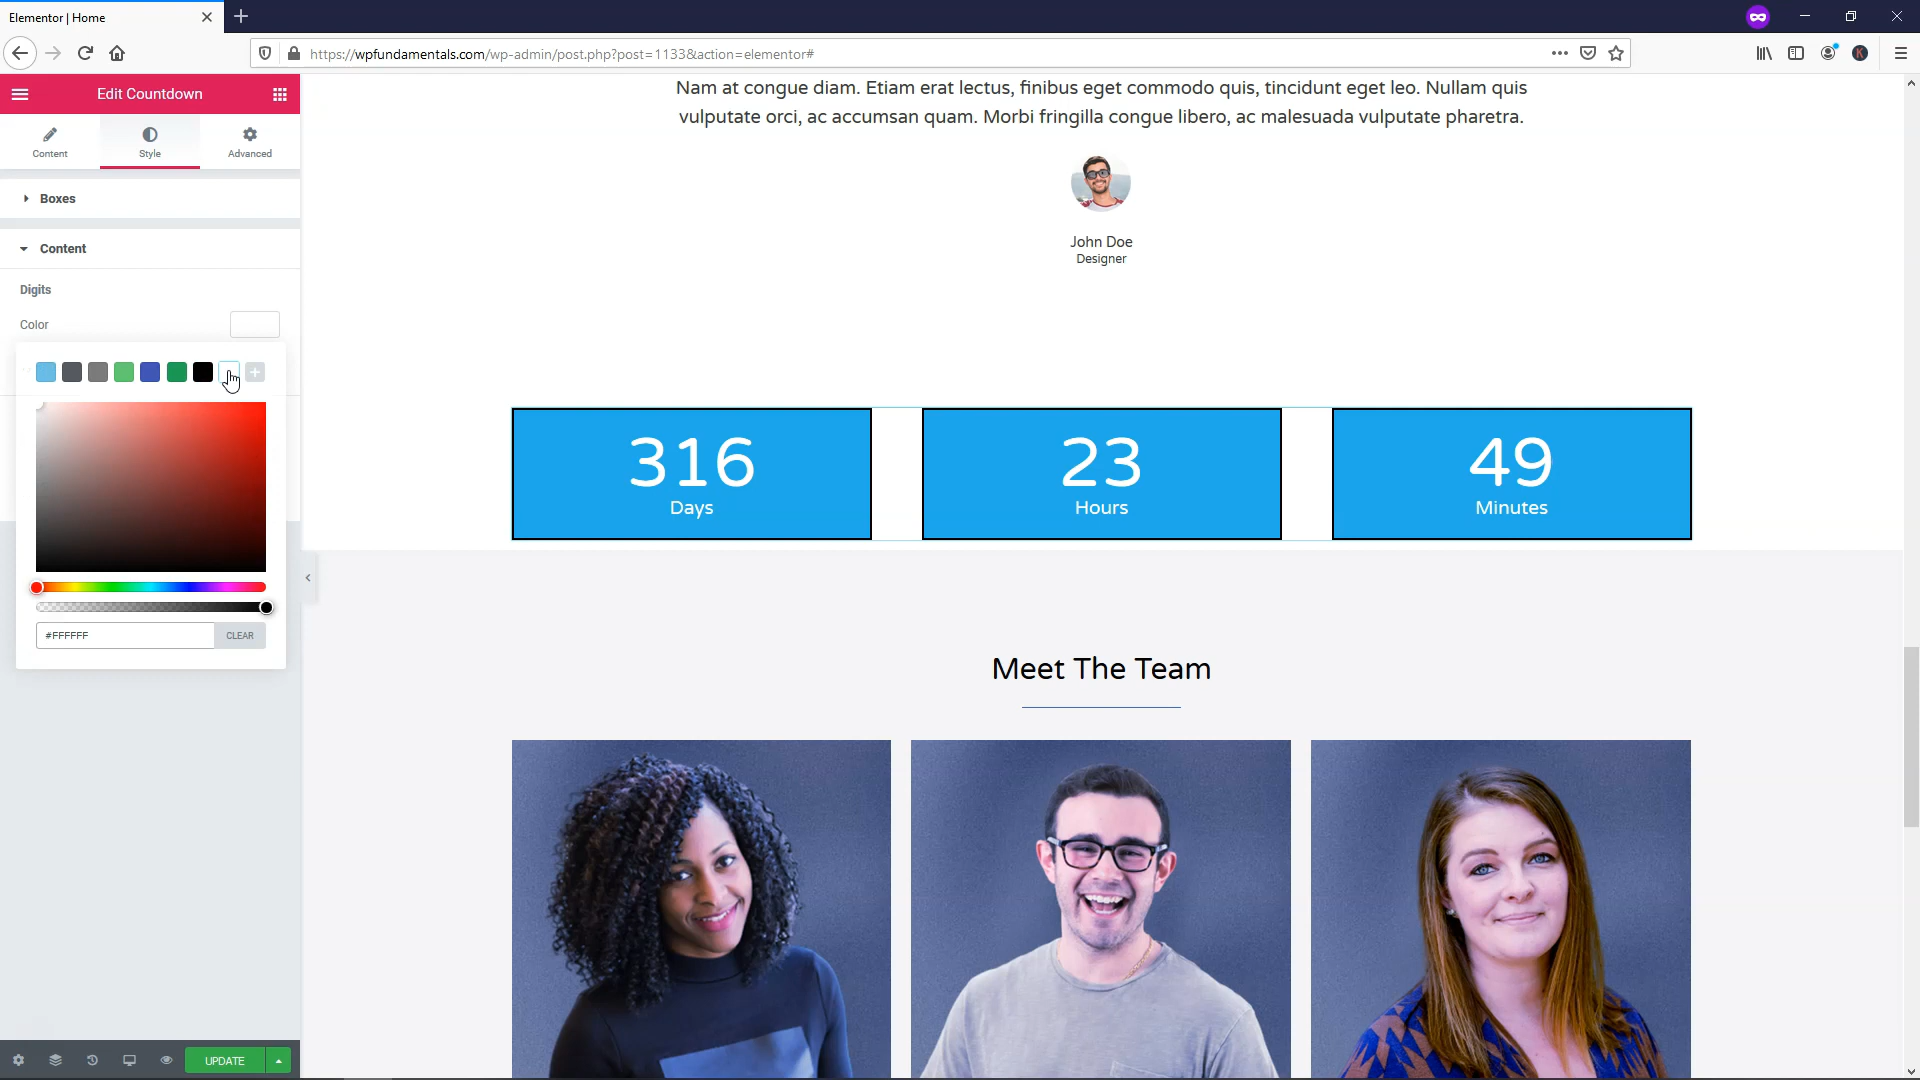 Elementor | Home
https://wpfundamentals.com/wp-admin/post.php?post=1133&action=elementor#
K
Edit Countdown
Content
Style
Advanced
Boxes
Content
Digits
Color
#FFFFFF
CLEAR
UPDATE
Nam at congue diam. Etiam erat lectus, finibus eget commodo quis, tincidunt eget leo. Nullam quis
vulputate orci, ac accumsan quam. Morbi fringilla congue libero, ac malesuada vulputate pharetra.
John Doe
Designer
316
Days
23
Hours
49
Minutes
Meet The Team